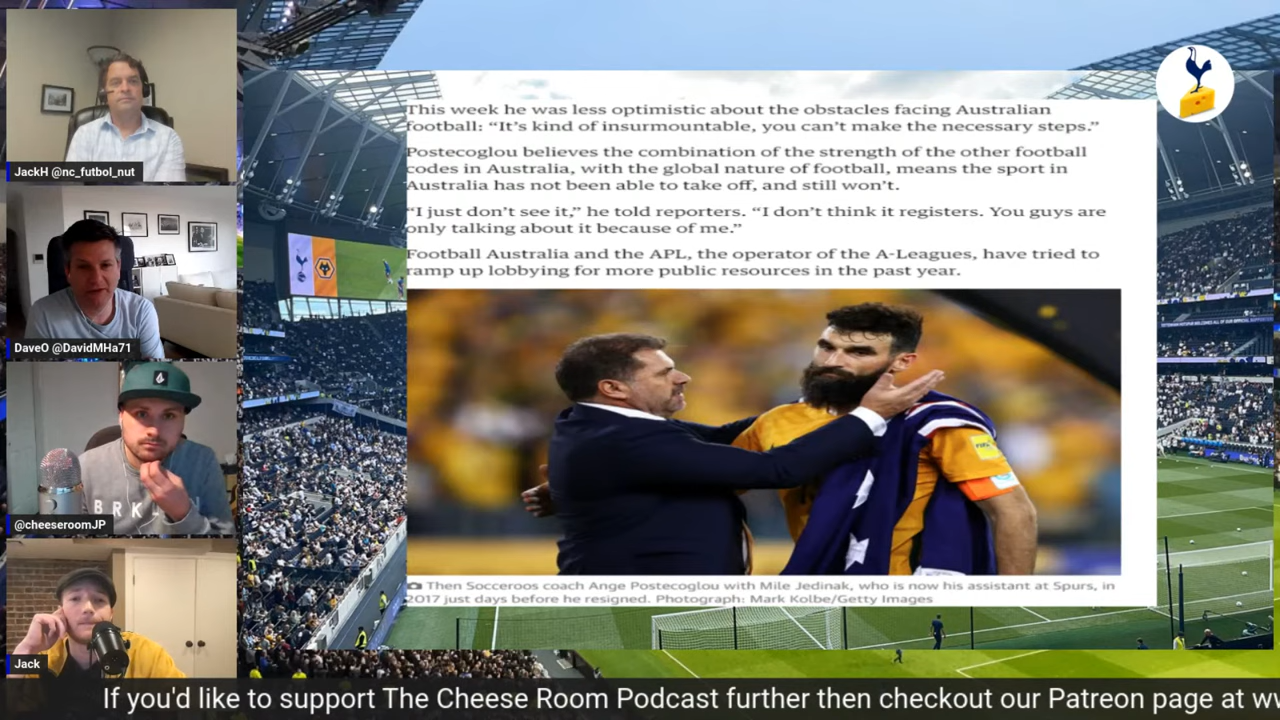 JackH @nc_futbol_nut
DaveO @DavidMHa71
@cheeseroomJP
BRK
Jack
This week he was less optimistic about the obstacles facing Australian
football: “It’s kind of insurmountable, you can’t make the necessary steps.”
Postecoglou believes the combination of the strength of the other football
codes in Australia, with the global nature of football, means the sport in
Australia has not been able to take off, and still won’t.
“I just don’t see it,” he told reporters. “I don’t think it registers. You guys are
only talking about it because of me.”
Football Australia and the APL, the operator of the A-Leagues, have tried to
ramp up lobbying for more public resources in the past year.
FIFA
Then Socceroos coach Ange Postecoglou with Mile Jedinak, who is now his assistant at Spurs, in
2017 just days before he resigned. Photograph: Mark Kolbe/Getty Images
If you'd like to support The Cheese Room Podcast further then checkout our Patreon page at